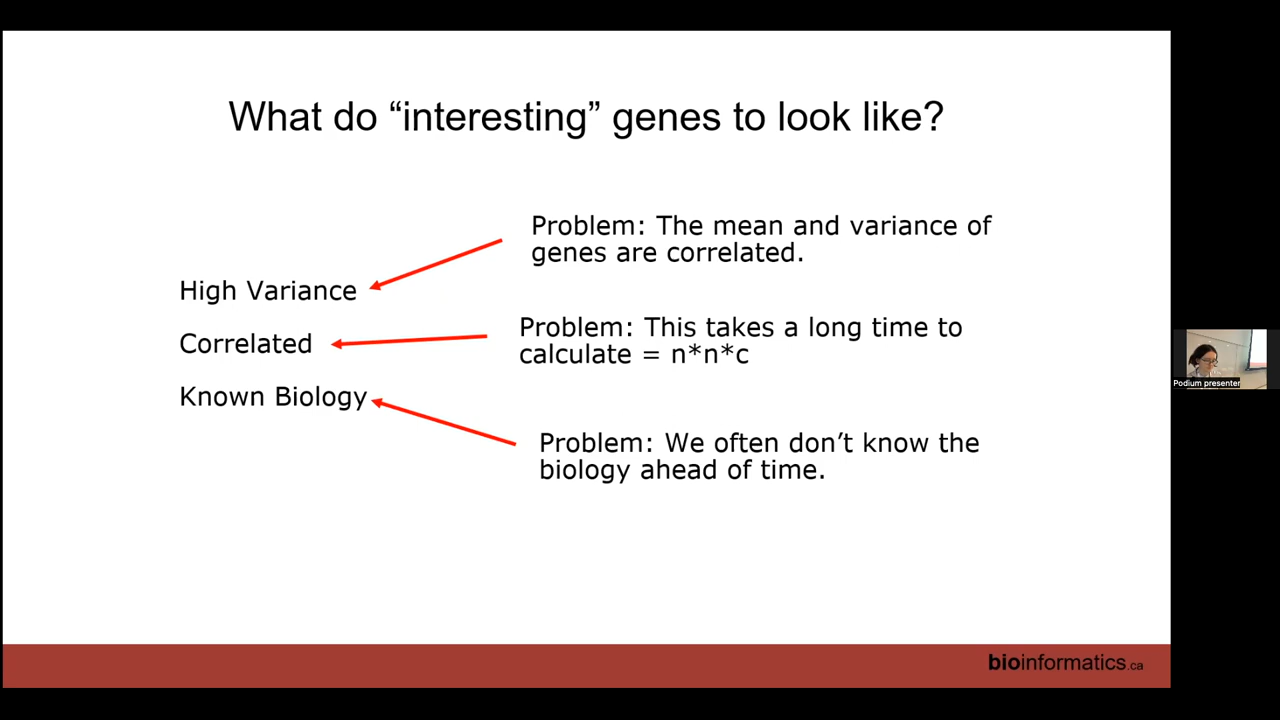 What do “interesting” genes to look like?
Problem: The mean and variance of
genes are correlated.
High Variance
Problem: This takes a long time to
calculate = n*n*c
Correlated
Known Biology
Problem: We often don’t know the
biology ahead of time.
bioinformatics.ca
Podium presenter